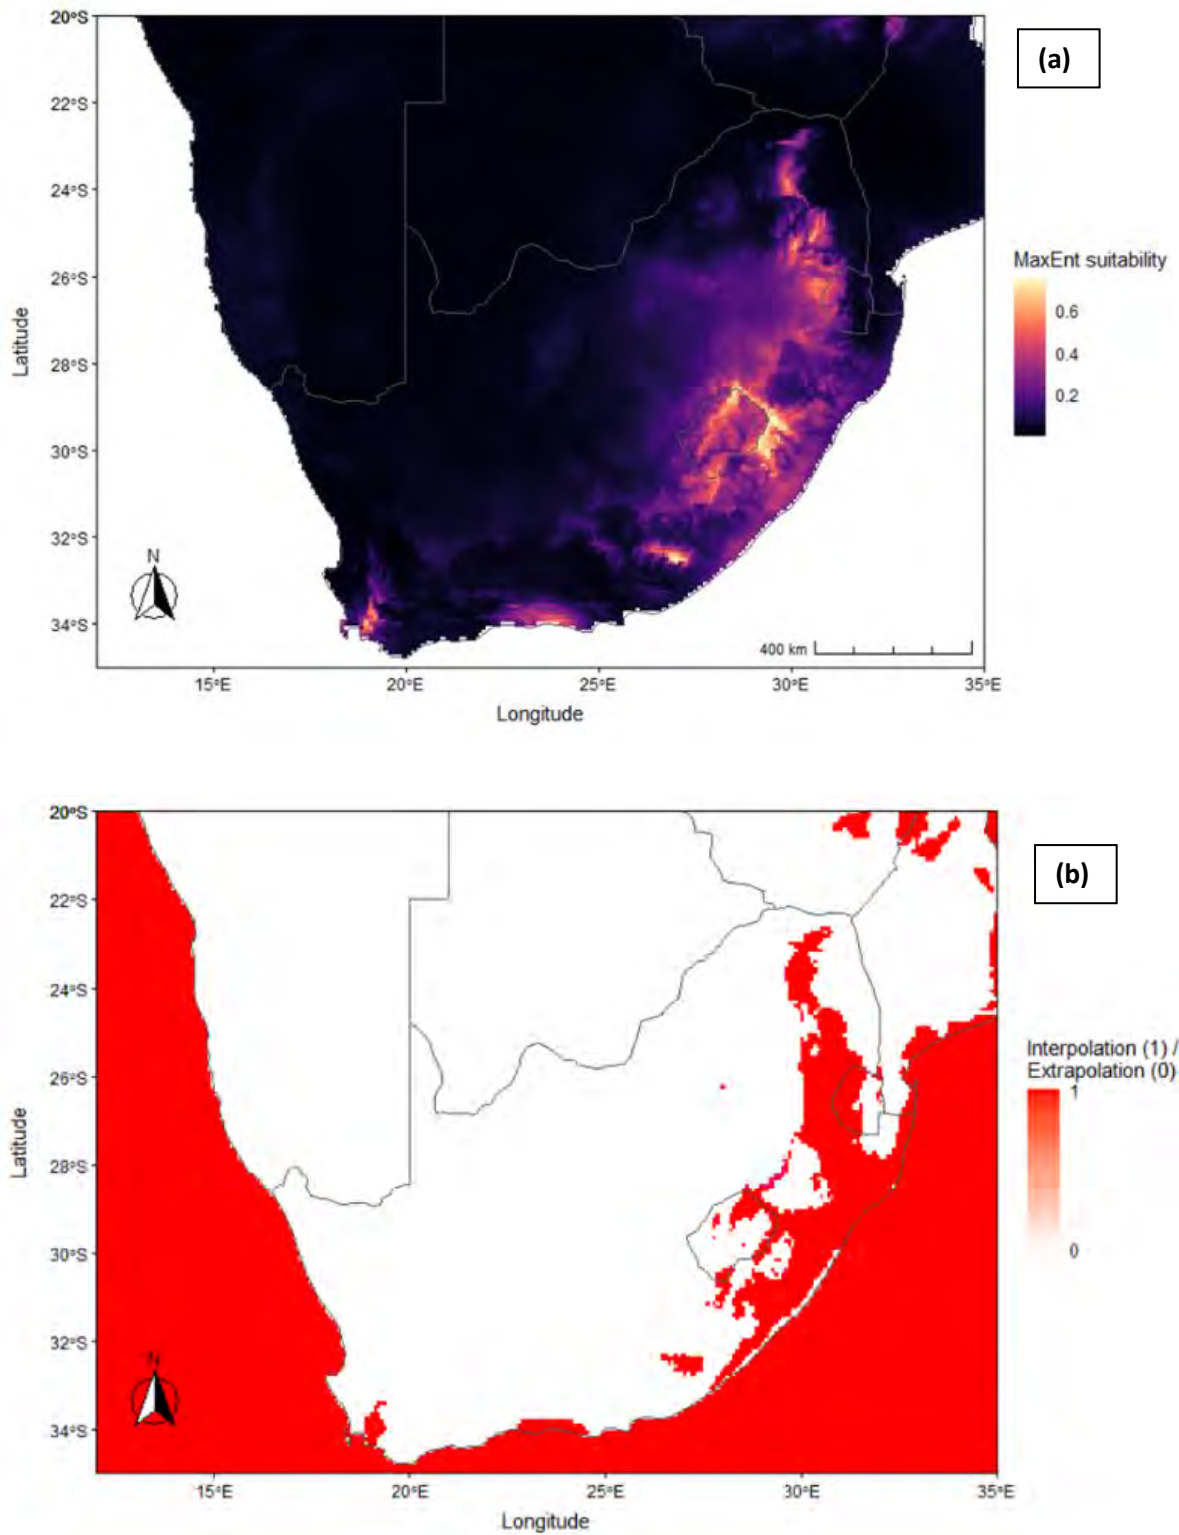 20°S
22°S
24°S
26°S
28°S
30°S
32°S
34°S
Latitude
N
400 km
15°E
20°E
25°E
30°E
35°E
Longitude
(a)
MaxEnt suitability
0.6
0.4
0.2
20°S
22°S
24°S
26°S
28°S
30°S
32°S
34°S
Latitude
N
15°E
20°E
25°E
30°E
35°E
Longitude
(b)
Interpolation (1) /
Extrapolation (0)
1
0